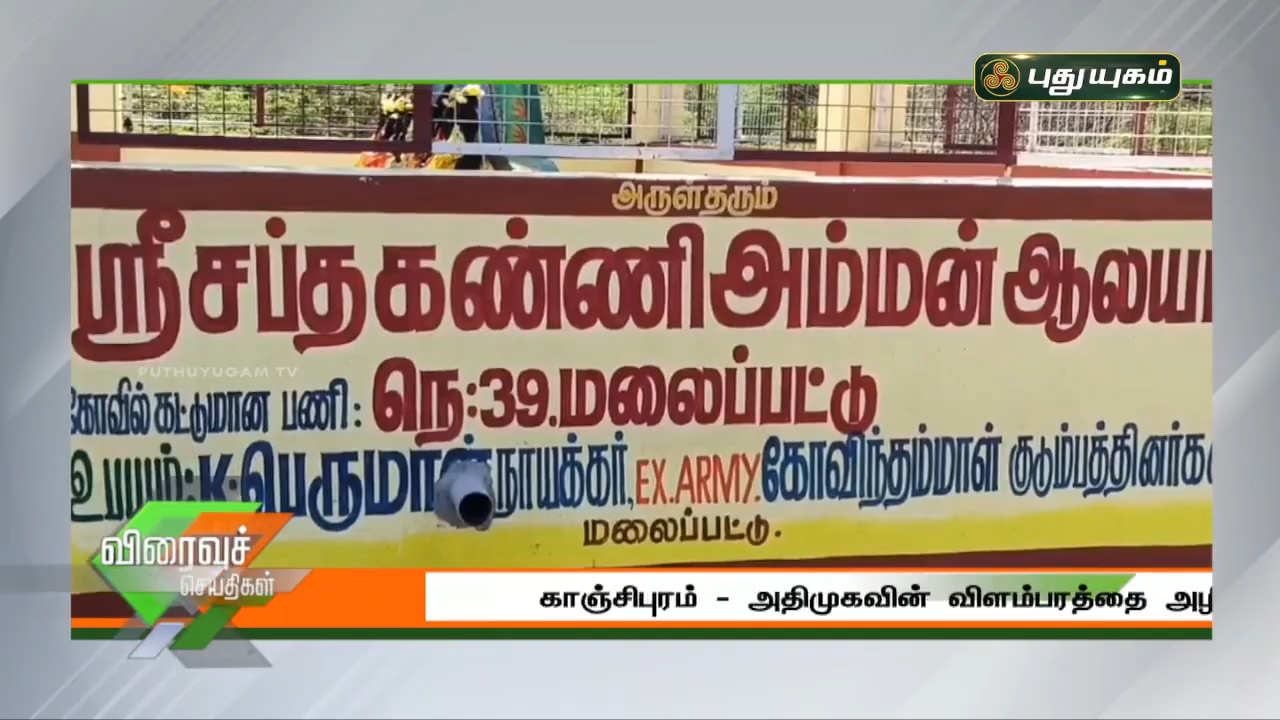 புதுயுகம்
அருள்தரும்
ஸ்ரீ சப்த கண்ணி அம்மன் ஆலய
PUTHUYUGAM TV
கோவில் கட்டுமான பணி : நெ:39.மலைப்பட்டு
உபயம்: K.பெருமாள் நாயக்கர், EX.ARMY. கோவிந்தம்மாள் குடும்பத்தினர்க
மலைப்பட்டு.
விரைவுச்
செய்திகள்
காஞ்சிபுரம் - அதிமுகவின் விளம்பரத்தை அழி